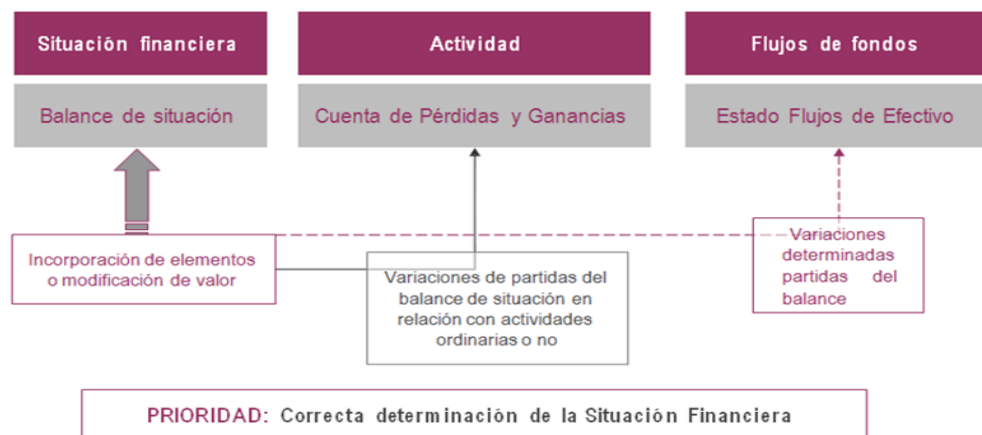 Situación financiera
Actividad
Flujos de fondos
Balance de situación
Cuenta de Pérdidas y Ganancias
Estado Flujos de Efectivo
Incorporación de elementos
o modificación de valor
Variaciones de partidas del
balance de situación en
relación con actividades
ordinarias o no
Variaciones
determinadas
partidas del
balance
PRIORIDAD: Correcta determinación de la Situación Financiera